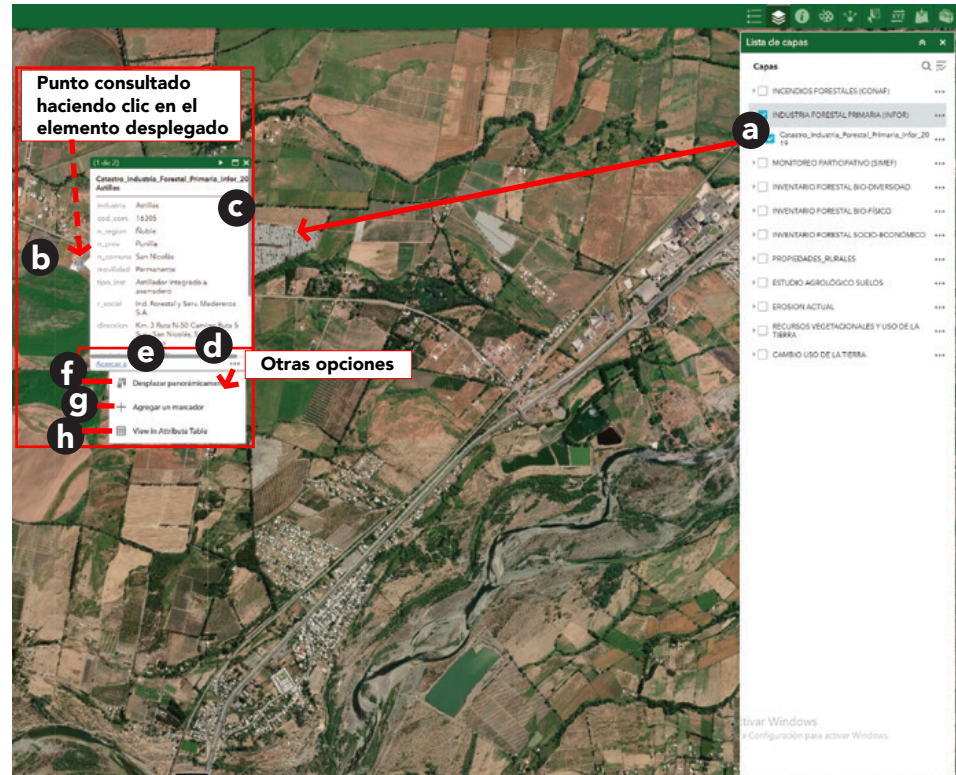 Lista de capas
Capas
INCENDIOS FORESTALES (CONAF)
INDUSTRIA FORESTAL PRIMARIA (INFOR)
Catastro_Industria_Forestal_Primaria_Infor_20
19
MONITOREO PARTICIPATIVO (SIMEF)
INVENTARIO FORESTAL BIO-DIVERSIDAD
INVENTARIO FORESTAL BIO-FÍSICO
INVENTARIO FORESTAL SOCIO-ECONÓMICO
PROPIEDADES_RURALES
ESTUDIO AGROLÓGICO SUELOS
EROSION ACTUAL
RECURSOS VEGETACIONALES Y USO DE LA
TIERRA
CAMBIO USO DE LA TIERRA
Punto consultado
haciendo clic en el
elemento desplegado
(1 de 2)
Catastro_Industria_Forestal_Primaria_Infor_20
Astillas
industria Astillas
cod_com 16205
n_region Ñuble
n_prov Punilla
n_comuna San Nicolás
movilidad Permanente
tipo_inst Astillador integrado a
aserradero
r_social Ind. Forestal y Serv. Madereros
S.A.
direccion Km. 3 Ruta N-50 Camino Ruta 5
San Nicolás,
Acercar a
Otras opciones
Desplazar panorámicamen
Agregar un marcador
View in Attribute Table
a
b
c
d
e
f
g
h
tivar Windows
a Configuración para activar Windows.